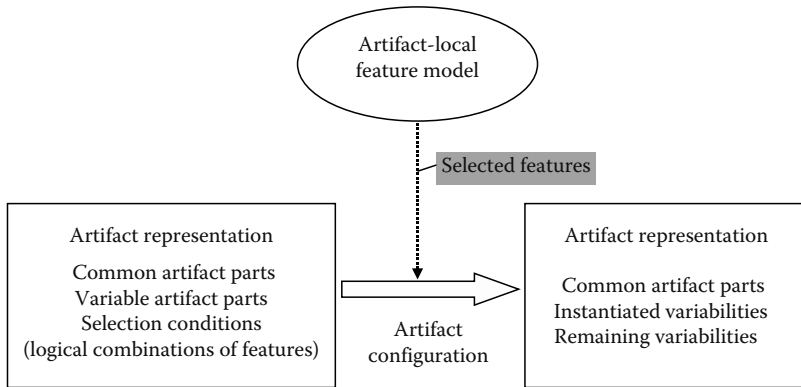 Artifact-local
feature model
Selected features
Artifact representation
Common artifact parts
Variable artifact parts
Selection conditions
(logical combinations of features)
Artifact
configuration
Artifact representation
Common artifact parts
Instantiated variabilities
Remaining variabilities